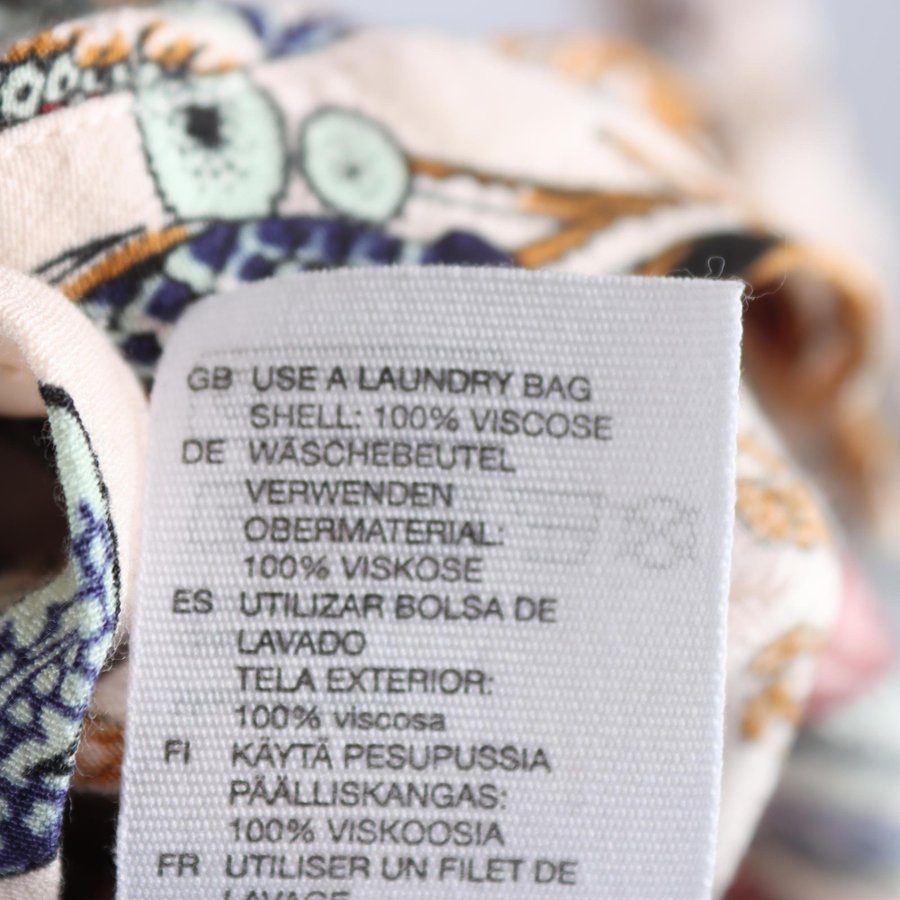 GB USE A LAUNDRY BAG
SHELL: 100% VISCOSE
DE WÄSCHEBEUTEL
VERWENDEN
OBERMATERIAL:
100% VISKOSE
ES UTILIZAR BOLSA DE
LAVADO
TELA EXTERIOR:
100% viscosa
FI KÄYTÄ PESUPUSSIA
PÄÄLLISKANGAS:
100% VISKOOSIA
FR UTILISER UN FILET DE
LAVAGE